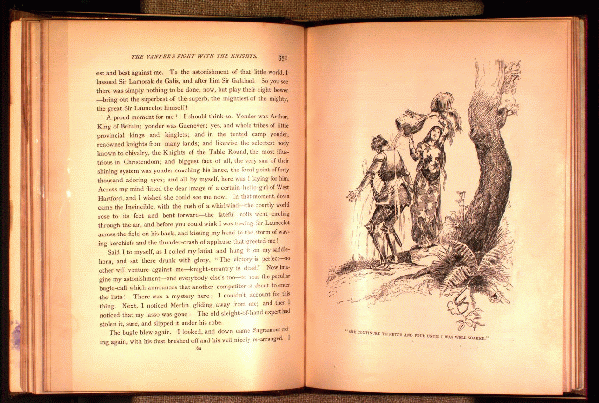 THE YANKEE'S FIGHT WITH THE KNIGHTS. 501
est and best against me. To the astonishment of that little world, I
lassoed Sir Lamorak de Galis, and after him Sir Galahad. So you see
there was simply nothing to be done, now, but play their right bower
—bring out the superbest of the superb, the mightiest of the mighty,
the great Sir Launcelot himself!
A proud moment for me? I should think so. Yonder was Arthur,
King of Britain; yonder was Guenever; yes, and whole tribes of little
provincial kings and kinglets; and in the tented camp yonder,
renowned knights from many lands; and likewise the selectest body
known to chivalry, the Knights of the Table Round, the most illus-
trious in Christendom; and biggest fact of all, the very sun of their
shining system was yonder couching his lance, the focal point of forty
thousand adoring eyes; and all by myself, here was I laying for him.
Across my mind flitted the dear image of a certain hello-girl of West
Hartford, and I wished she could see me now. In that moment, down
came the Invincible, with the rush of a whirlwind—the courtly world
rose to its feet and bent forward—the fateful coils went circling
through the air, and before you could wink I was towing Sir Launcelot
across the field on his back, and kissing my hand to the storm of wav-
ing kerchiefs and the thunder-crash of applause that greeted me!
Said I to myself, as I coiled my lariat and hung it on my saddle-
horn, and sat there drunk with glory, "The victory is perfect—no
other will venture against me—knight-errantry is dead." Now im-
agine my astonishment—and everybody else's too—to hear the peculiar
bugle-call which announces that another competitor is about to enter
the lists! There was a mystery here; I couldn't account for this
thing. Next, I noticed Merlin gliding away from me; and then I
noticed that my lasso was gone! The old sleight-of-hand expert had
stolen it, sure, and slipped it under his robe.
The bugle blew again. I looked, and down came Sagramor rid-
ing again, with his dust brushed off and his veil nicely re-arranged. I